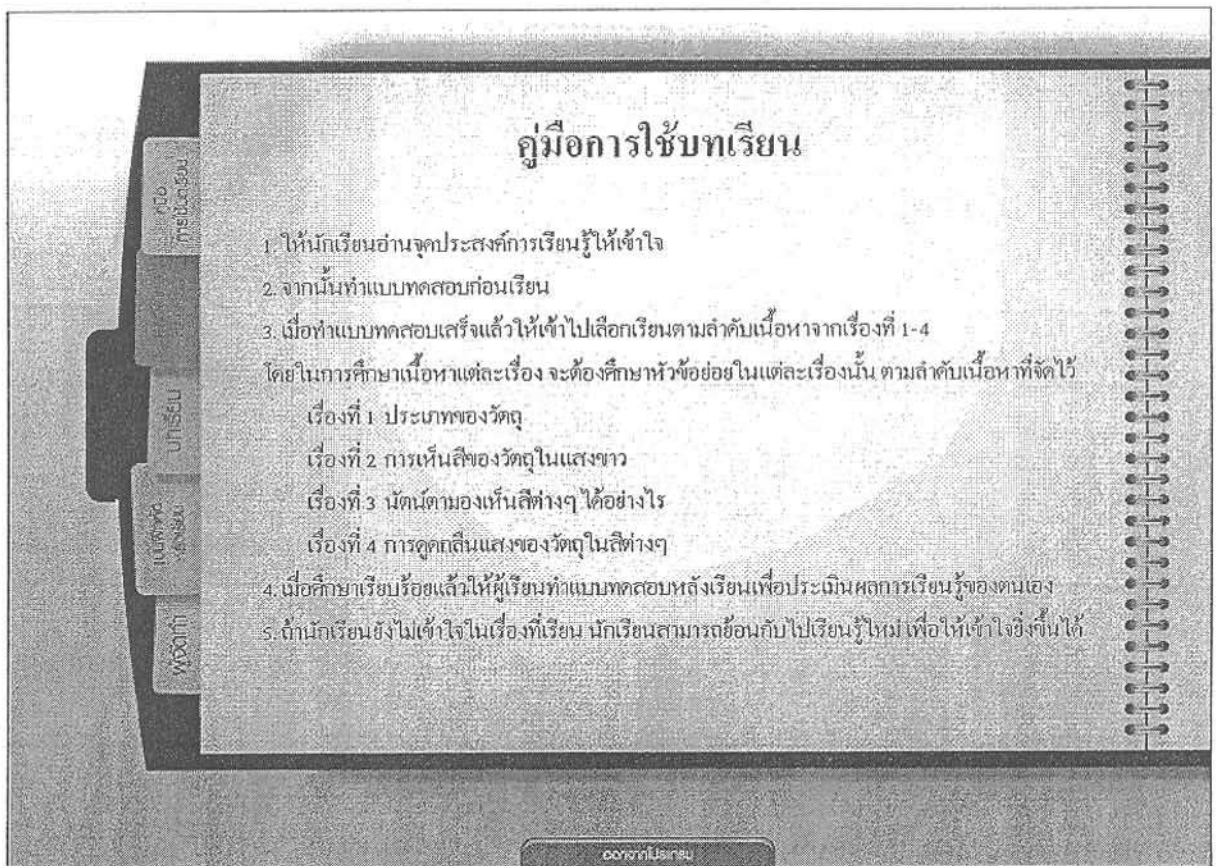 คู่มือการใช้บทเรียน
1. ให้นักเรียนอ่านจุดประสงค์การเรียนรู้ให้เข้าใจ
2. จากนั้นทำแบบทดสอบก่อนเรียน
3. เมื่อทำแบบทดสอบเสร็จแล้วให้เข้าไปเลือกเรียนตามลำดับเนื้อหาจากเรื่องที่ 1-4
โดยในการศึกษาเนื้อหาแต่ละเรื่อง จะต้องศึกษาหัวข้อย่อยในแต่ละเรื่องนั้น ตามลำดับเนื้อหาที่จัดไว้
เรื่องที่ 1 ประเภทของวัตถุ
เรื่องที่ 2 การเห็นสีของวัตถุในแสงขาว
เรื่องที่ 3 นัตน์ตามองเห็นสีต่างๆ ได้อย่างไร
เรื่องที่ 4 การดูดกลืนแสงของวัตถุในสีต่างๆ
4. เมื่อศึกษาเรียบร้อยแล้วให้ผู้เรียนทำแบบทดสอบหลังเรียนเพื่อประเมินผลการเรียนรู้ของตนเอง
5. ถ้านักเรียนยังไม่เข้าใจในเรื่องที่เรียน นักเรียนสามารถย้อนกับไปเรียนรู้ใหม่ เพื่อให้เข้าใจยิ่งขึ้นได้
คู่มือ
บทเรียน
ผู้จัดทำ
ออกจากโปรแกรม